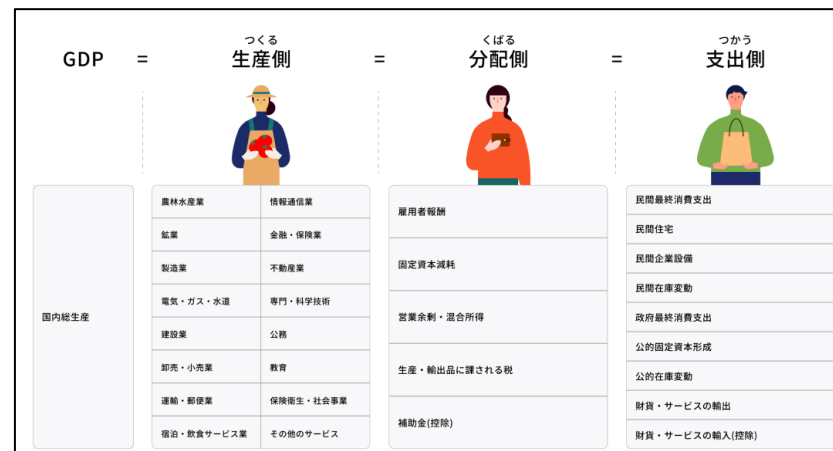 つくる
くばる
つかう
GDP = 生産側 = 分配側 = 支出側
国内総生産
農林水産業
情報通信業
鉱業
金融・保険業
製造業
不動産業
電気・ガス・水道
専門・科学技術
建設業
公務
卸売・小売業
教育
運輸・郵便業
保険衛生・社会事業
宿泊・飲食サービス業
その他のサービス
雇用者報酬
固定資本減耗
営業余剰・混合所得
生産・輸出品に課される税
補助金(控除)
民間最終消費支出
民間住宅
民間企業設備
民間在庫変動
政府最終消費支出
公的固定資本形成
公的在庫変動
財貨・サービスの輸出
財貨・サービスの輸入(控除)